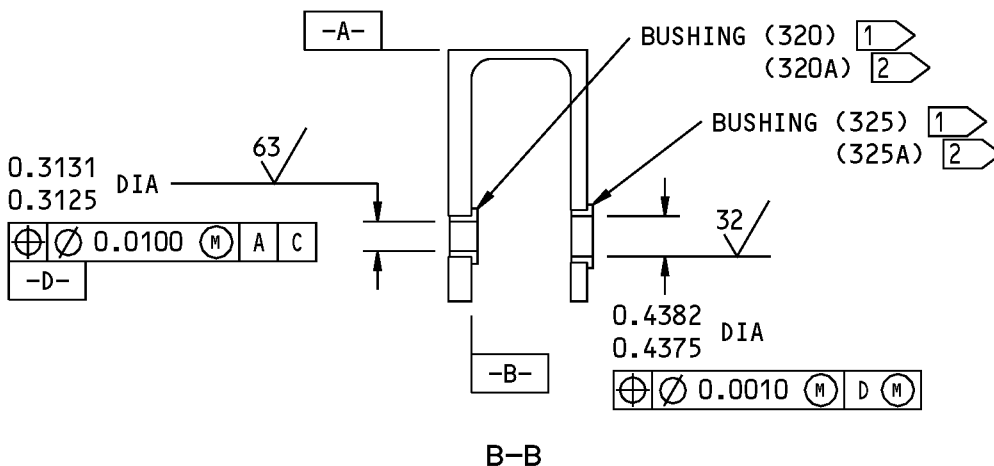 -A-
BUSHING (320) 1
(320A) 2
BUSHING (325) 1
(325A) 2
63
0.3131
0.3125 DIA
⌖ ⌀ 0.0100 Ⓜ A C
-D-
32
0.4382
0.4375 DIA
⌖ ⌀ 0.0010 Ⓜ D Ⓜ
-B-
B-B